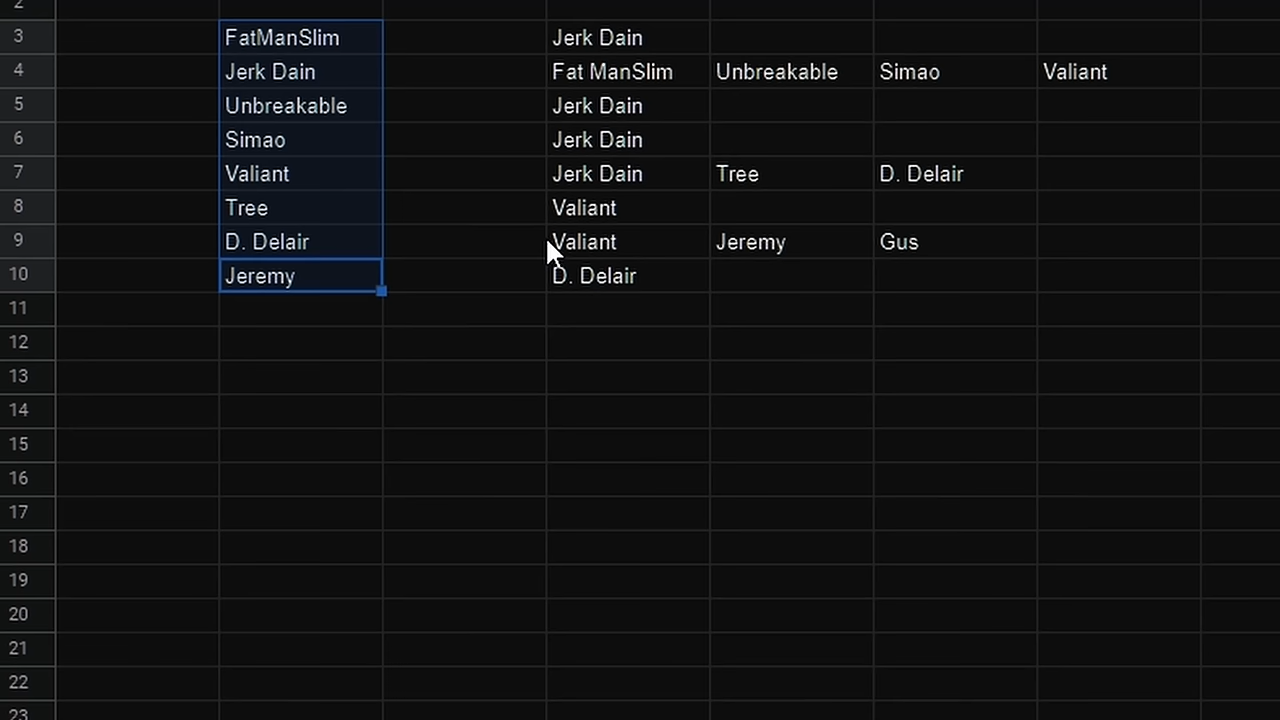 2
3 FatManSlim Jerk Dain
4 Jerk Dain Fat ManSlim Unbreakable Simao Valiant
5 Unbreakable Jerk Dain
6 Simao Jerk Dain
7 Valiant Jerk Dain Tree D. Delair
8 Tree Valiant
9 D. Delair Valiant Jeremy Gus
10 Jeremy D. Delair
11
12
13
14
15
16
17
18
19
20
21
22
23